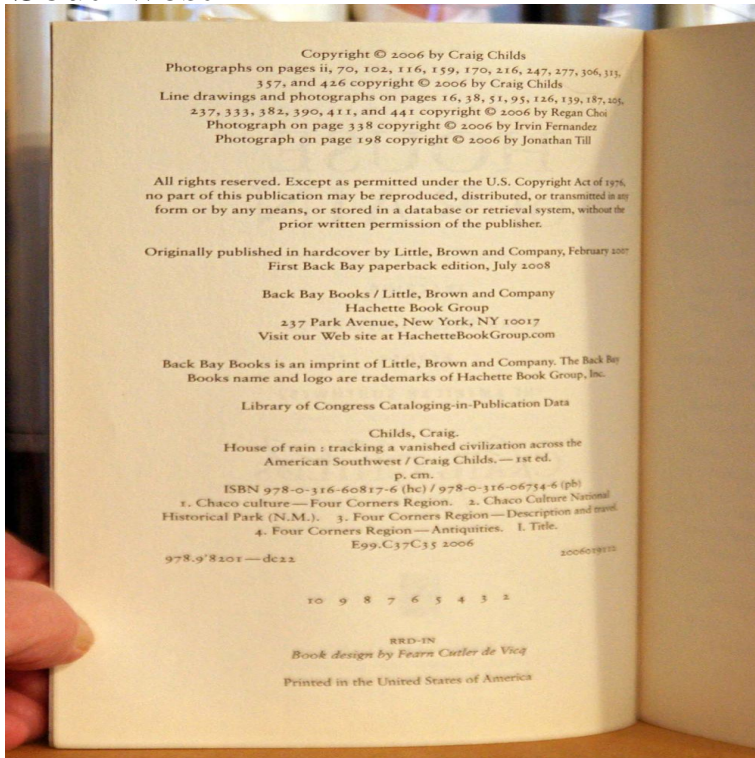 Copyright © 2006 by Craig Childs
Photographs on pages ii, 70, 102, 116, 159, 170, 216, 247, 277, 306, 313,
357, and 426 copyright © 2006 by Craig Childs
Line drawings and photographs on pages 16, 38, 51, 95, 126, 139, 187, 203,
237, 333, 382, 390, 411, and 441 copyright © 2006 by Regan Choi
Photograph on page 338 copyright © 2006 by Irvin Fernandez
Photograph on page 198 copyright © 2006 by Jonathan Till
All rights reserved. Except as permitted under the U.S. Copyright Act of 1976,
no part of this publication may be reproduced, distributed, or transmitted in any
form or by any means, or stored in a database or retrieval system, without the
prior written permission of the publisher.
Originally published in hardcover by Little, Brown and Company, February 2007
First Back Bay paperback edition, July 2008
Back Bay Books / Little, Brown and Company
Hachette Book Group
237 Park Avenue, New York, NY 10017
Visit our Web site at HachetteBookGroup.com
Back Bay Books is an imprint of Little, Brown and Company. The Back Bay
Books name and logo are trademarks of Hachette Book Group, Inc.
Library of Congress Cataloging-in-Publication Data
Childs, Craig.
House of rain : tracking a vanished civilization across the
American Southwest / Craig Childs. — 1st ed.
p. cm.
ISBN 978-0-316-60817-6 (hc) / 978-0-316-06754-6 (pb)
1. Chaco culture — Four Corners Region. 2. Chaco Culture National
Historical Park (N.M.). 3. Four Corners Region — Description and travel.
4. Four Corners Region — Antiquities. I. Title.
E99.C37C35 2006
978.9'8201 — dc22
10 9 8 7 6 5 4 3 2
RRD-IN
Book design by Fearn Cutler de Vicq
Printed in the United States of America